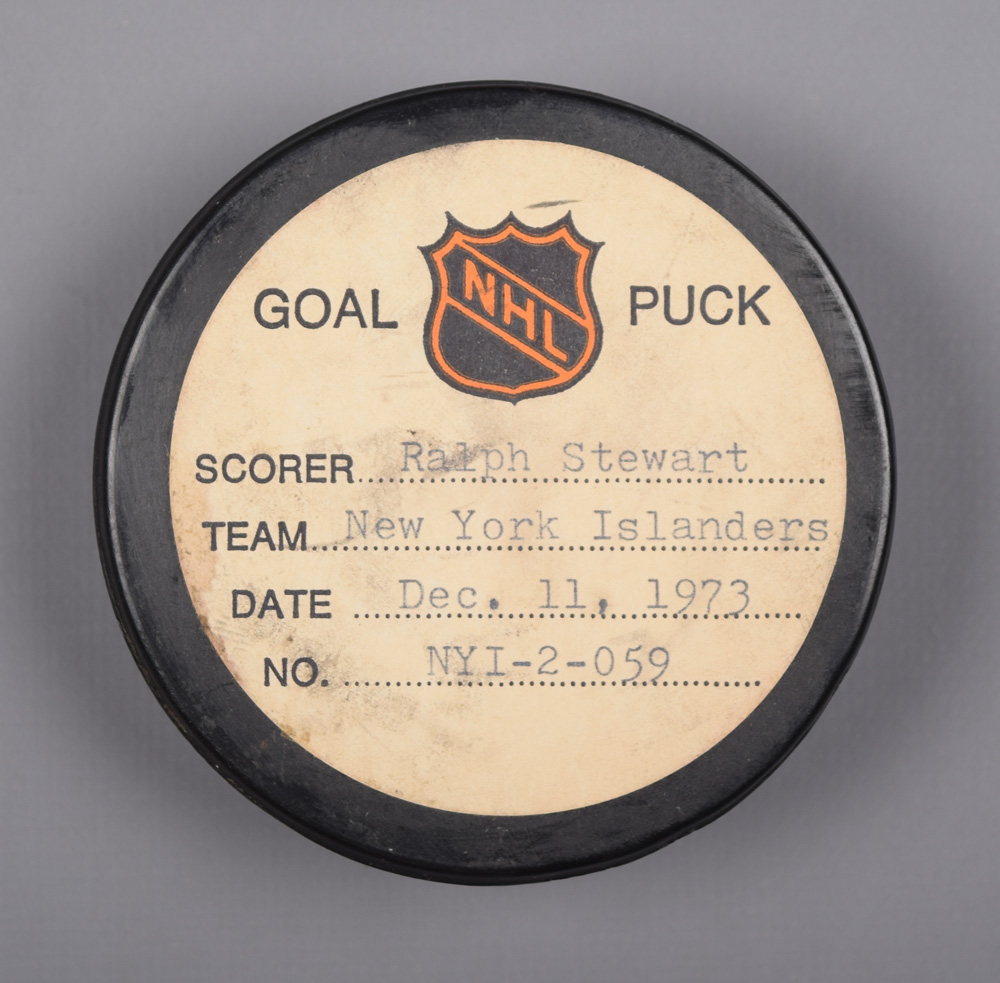 GOAL NHL PUCK
SCORER Ralph Stewart
TEAM New York Islanders
DATE Dec. 11, 1973
NO. NYI-2-059